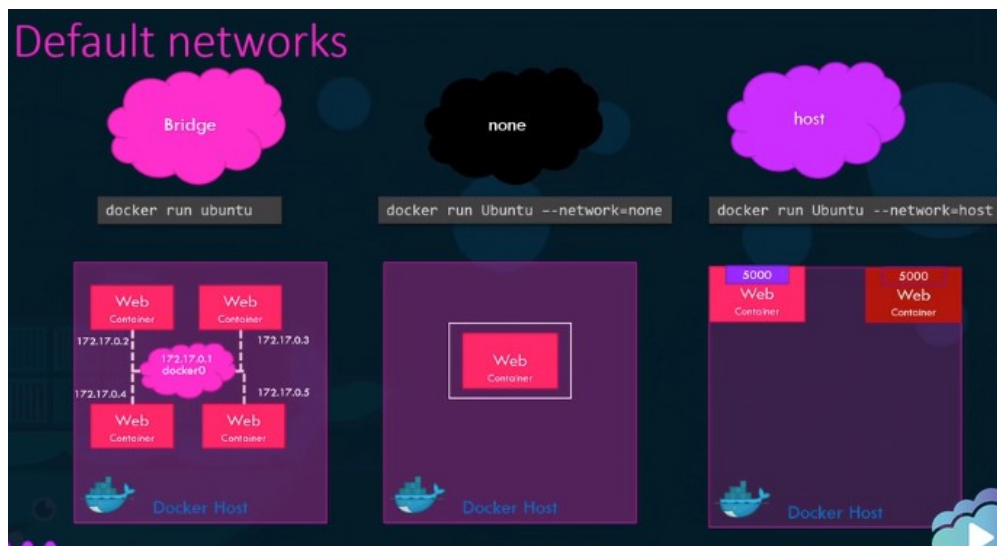 Default networks
Bridge
none
host
docker run ubuntu
docker run Ubuntu --network=none
docker run Ubuntu --network=host
Web
Container
Web
Container
172.17.0.2
172.17.0.3
172.17.0.1
docker0
172.17.0.4
172.17.0.5
Web
Container
Web
Container
Docker Host
Web
Container
Docker Host
5000
Web
Container
5000
Web
Container
Docker Host